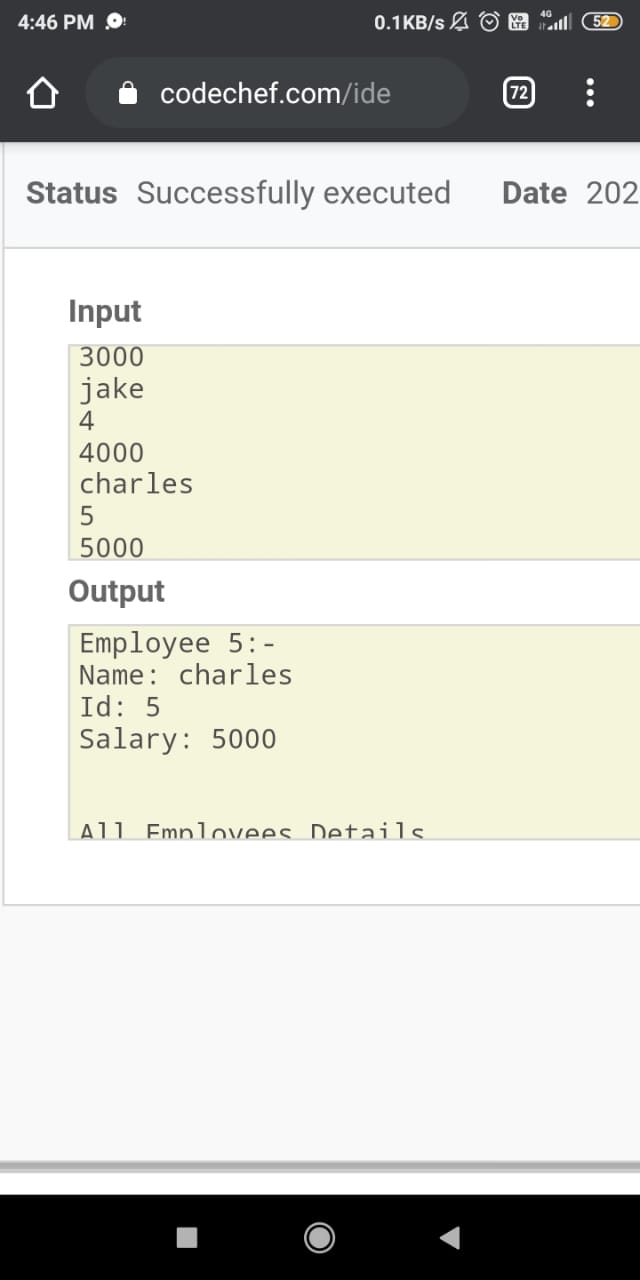 4:46 PM
0.1KB/s Vo LTE 4G 52
codechef.com/ide 72
Status Successfully executed Date 202
Input
3000
jake
4
4000
charles
5
5000
Output
Employee 5:-
Name: charles
Id: 5
Salary: 5000
All Employees Details